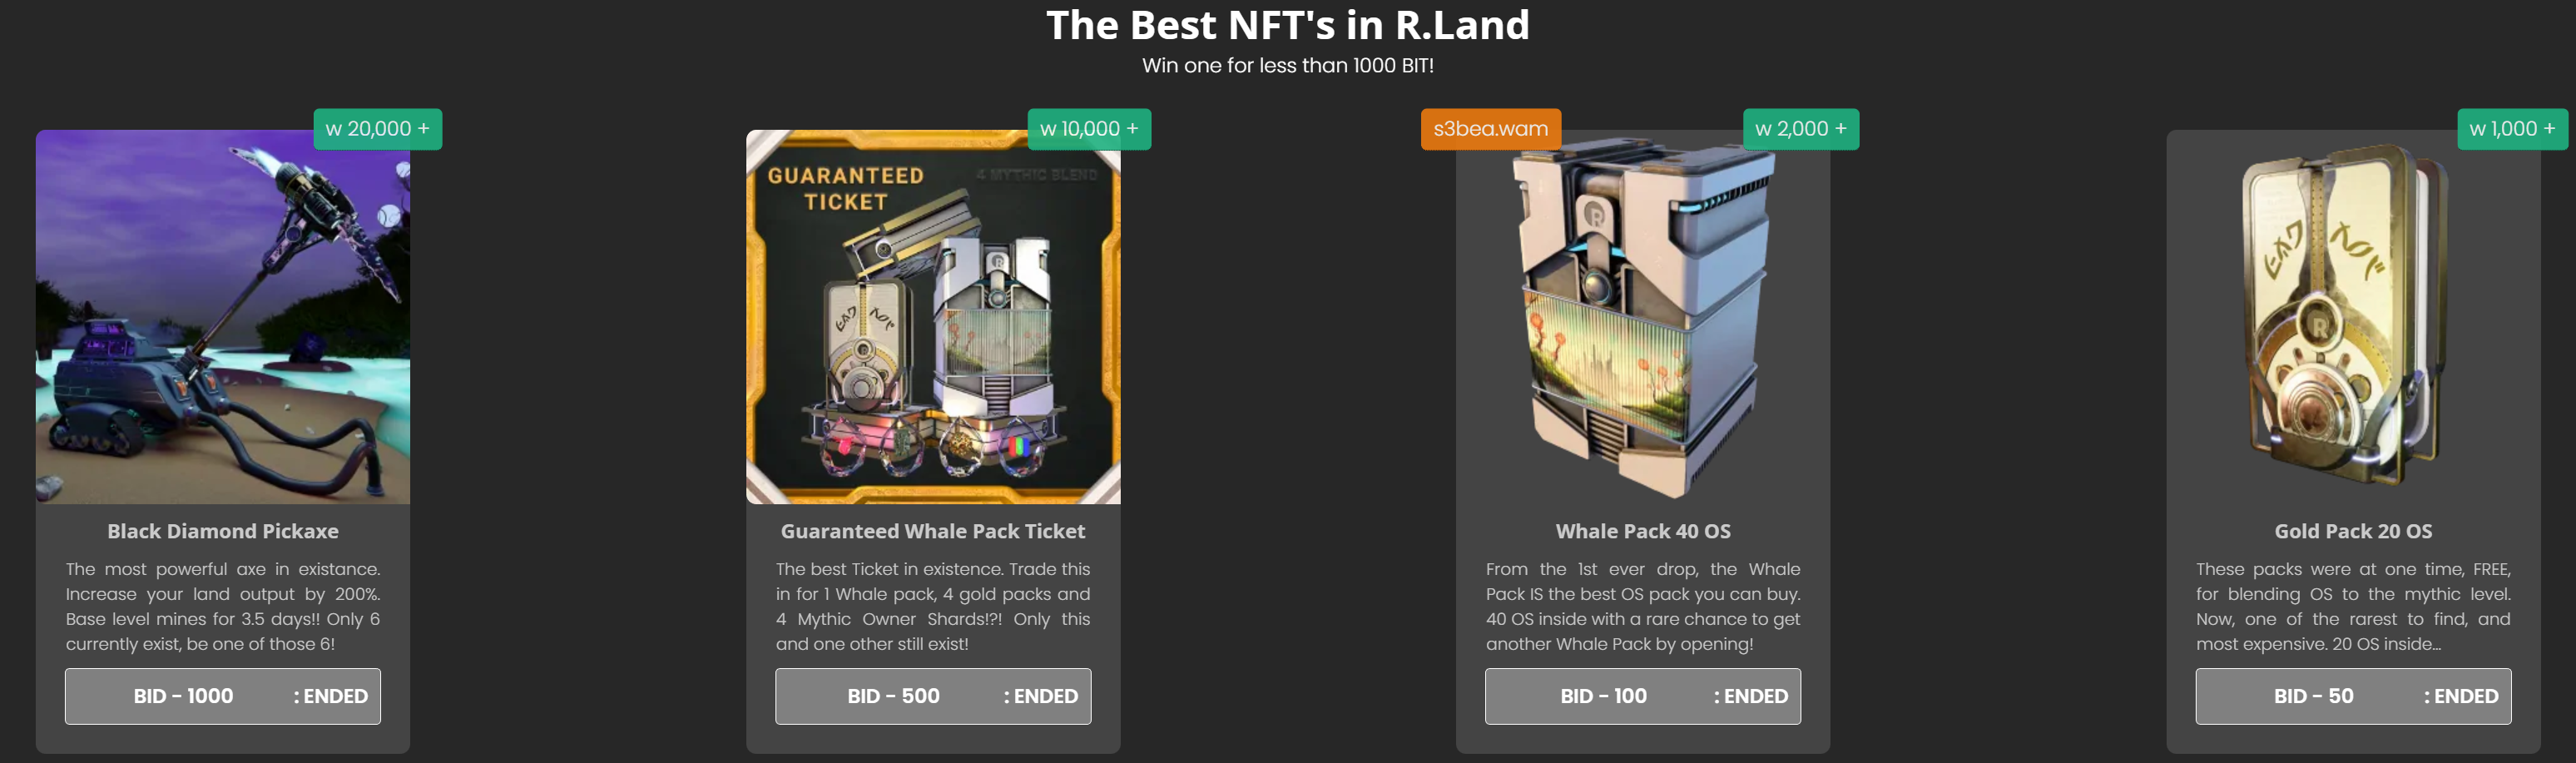 The Best NFT's in R.Land
Win one for less than 1000 BIT!
w 20,000 +
Black Diamond Pickaxe
The most powerful axe in existance.
Increase your land output by 200%.
Base level mines for 3.5 days!! Only 6
currently exist, be one of those 6!
BID - 1000 : ENDED
w 10,000 +
GUARANTEED
TICKET
4 MYTHIC BLEND
R
Guaranteed Whale Pack Ticket
The best Ticket in existence. Trade this
in for 1 Whale pack, 4 gold packs and
4 Mythic Owner Shards!?! Only this
and one other still exist!
BID - 500 : ENDED
s3bea.wam
w 2,000 +
R
Whale Pack 40 OS
From the 1st ever drop, the Whale
Pack IS the best OS pack you can buy.
40 OS inside with a rare chance to get
another Whale Pack by opening!
BID - 100 : ENDED
w 1,000 +
R
Gold Pack 20 OS
These packs were at one time, FREE,
for blending OS to the mythic level.
Now, one of the rarest to find, and
most expensive. 20 OS inside...
BID - 50 : ENDED